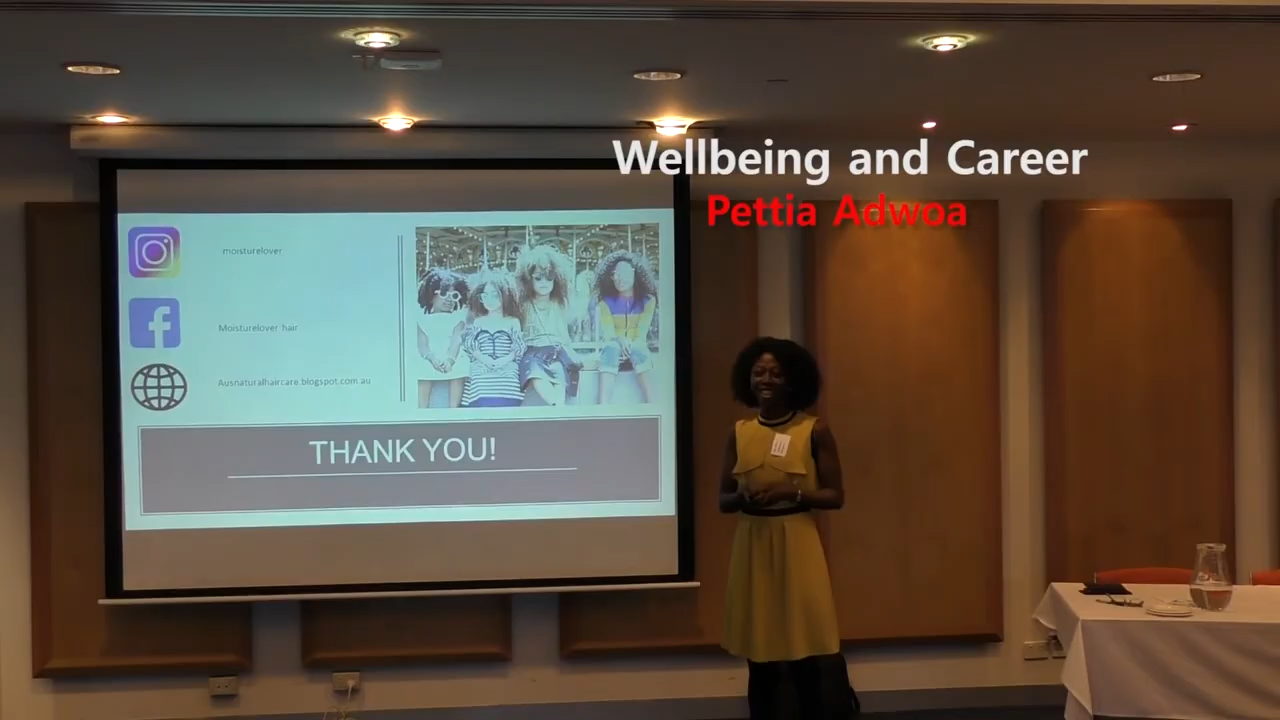 Wellbeing and Career
Pettia Adwoa
moisturelover
Moisturelover hair
Ausnaturalhaircare.blogspot.com.au
THANK YOU!